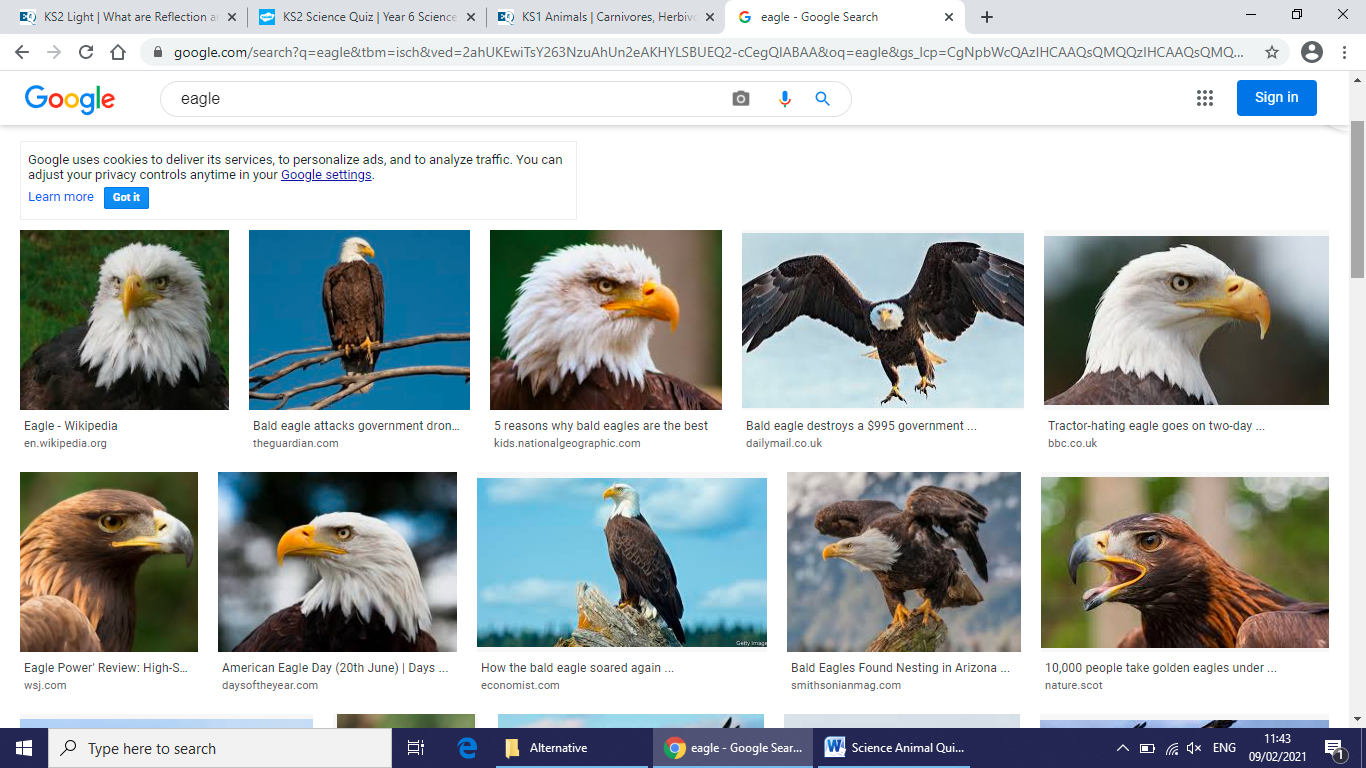 KS2 Light | What are Reflection a
KS2 Science Quiz | Year 6 Science
KS1 Animals | Carnivores, Herbivo
eagle - Google Search
google.com/search?q=eagle&tbm=isch&ved=2ahUKEwiTsY263NzuAhUn2eAKHYLSBUEQ2-cCegQIABAA&oq=eagle&gs_lcp=CgNpbWcQAzIHCAAQsQMQQzIHCAAQsQMQ...
Google
eagle
Sign in
Google uses cookies to deliver its services, to personalize ads, and to analyze traffic. You can
adjust your privacy controls anytime in your Google settings.
Learn more Got it
Eagle - Wikipedia
en.wikipedia.org
Bald eagle attacks government dron...
theguardian.com
5 reasons why bald eagles are the best
kids.nationalgeographic.com
Bald eagle destroys a $995 government ...
dailymail.co.uk
Tractor-hating eagle goes on two-day ...
bbc.co.uk
Getty Image
Eagle Power' Review: High-S...
wsj.com
American Eagle Day (20th June) | Days ...
daysoftheyear.com
How the bald eagle soared again ...
economist.com
Bald Eagles Found Nesting in Arizona ...
smithsonianmag.com
10,000 people take golden eagles under ...
nature.scot
Type here to search
Alternative
eagle - Google Sear...
Science Animal Qui...
ENG
11:43
09/02/2021
1